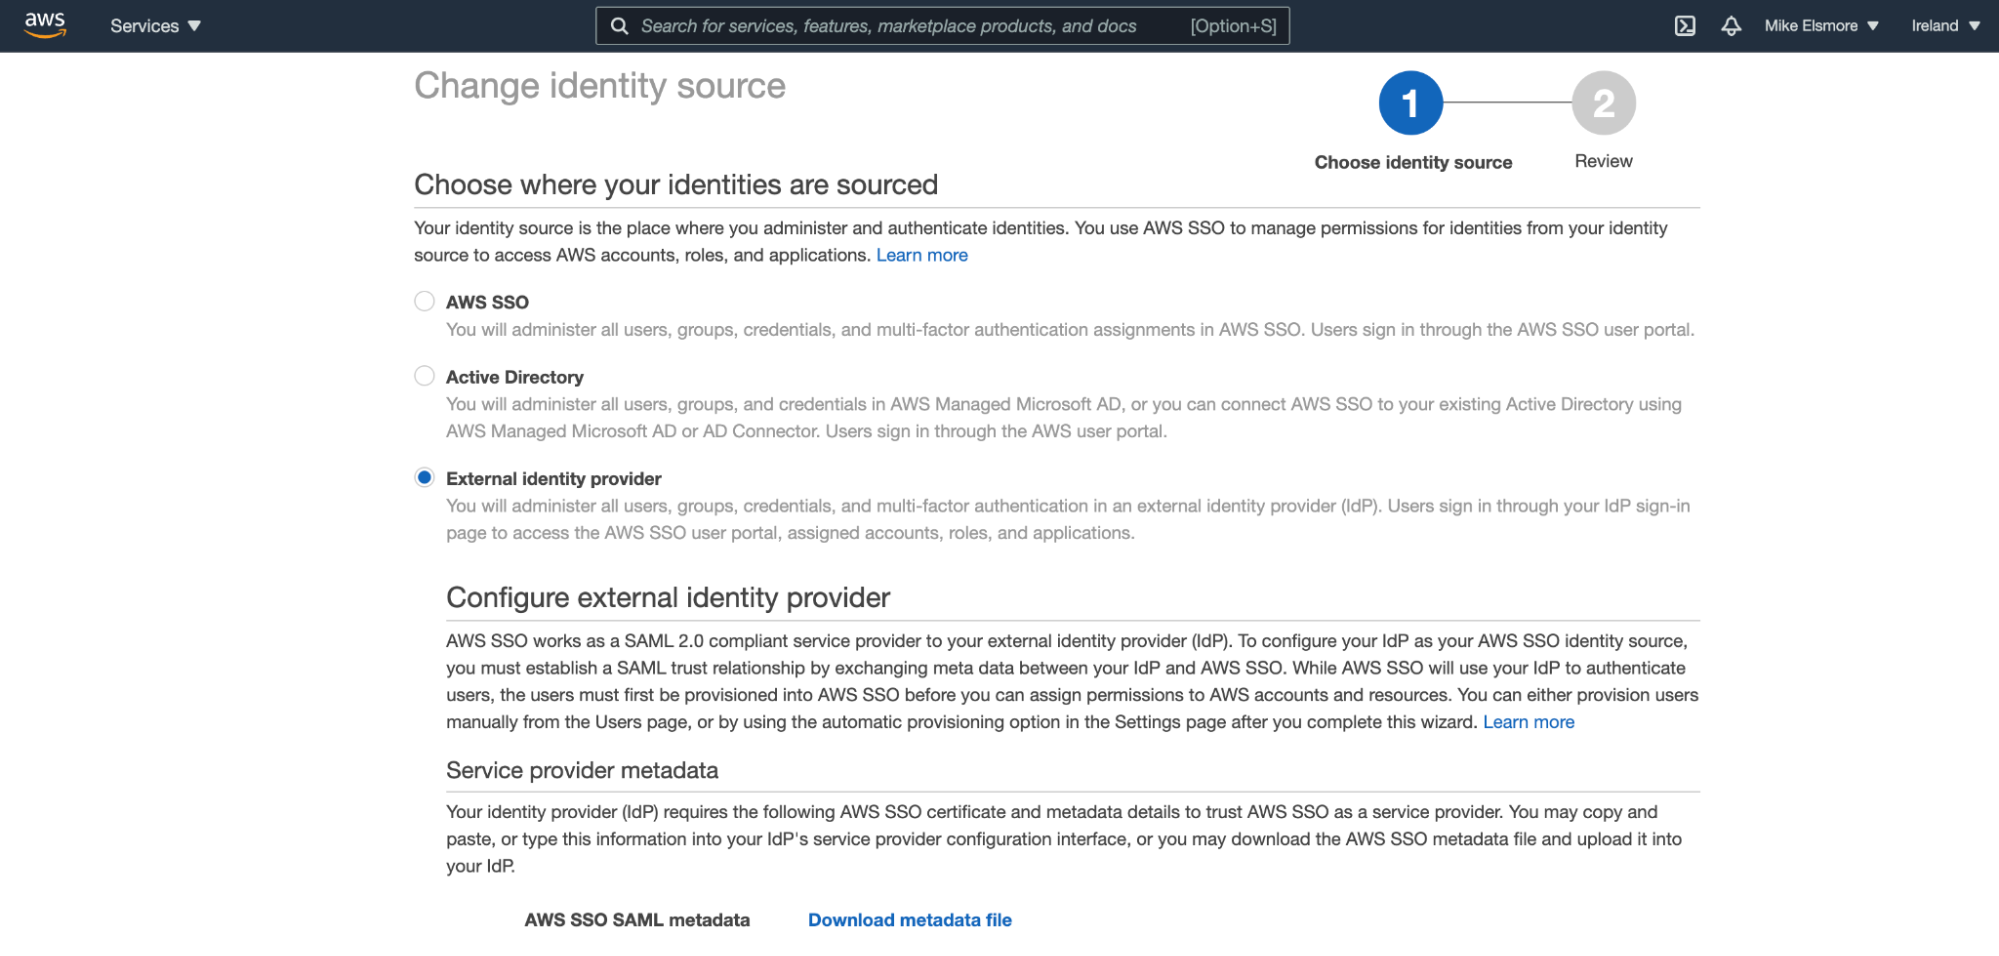 aws
Services ▼
Search for services, features, marketplace products, and docs [Option+S]
Mike Elsmore ▼
Ireland ▼
Change identity source
1
2
Choose identity source
Review
Choose where your identities are sourced
Your identity source is the place where you administer and authenticate identities. You use AWS SSO to manage permissions for identities from your identity
source to access AWS accounts, roles, and applications. Learn more
AWS SSO
You will administer all users, groups, credentials, and multi-factor authentication assignments in AWS SSO. Users sign in through the AWS SSO user portal.
Active Directory
You will administer all users, groups, and credentials in AWS Managed Microsoft AD, or you can connect AWS SSO to your existing Active Directory using
AWS Managed Microsoft AD or AD Connector. Users sign in through the AWS user portal.
External identity provider
You will administer all users, groups, credentials, and multi-factor authentication in an external identity provider (IdP). Users sign in through your IdP sign-in
page to access the AWS SSO user portal, assigned accounts, roles, and applications.
Configure external identity provider
AWS SSO works as a SAML 2.0 compliant service provider to your external identity provider (IdP). To configure your IdP as your AWS SSO identity source,
you must establish a SAML trust relationship by exchanging meta data between your IdP and AWS SSO. While AWS SSO will use your IdP to authenticate
users, the users must first be provisioned into AWS SSO before you can assign permissions to AWS accounts and resources. You can either provision users
manually from the Users page, or by using the automatic provisioning option in the Settings page after you complete this wizard. Learn more
Service provider metadata
Your identity provider (IdP) requires the following AWS SSO certificate and metadata details to trust AWS SSO as a service provider. You may copy and
paste, or type this information into your IdP's service provider configuration interface, or you may download the AWS SSO metadata file and upload it into
your IdP.
AWS SSO SAML metadata
Download metadata file